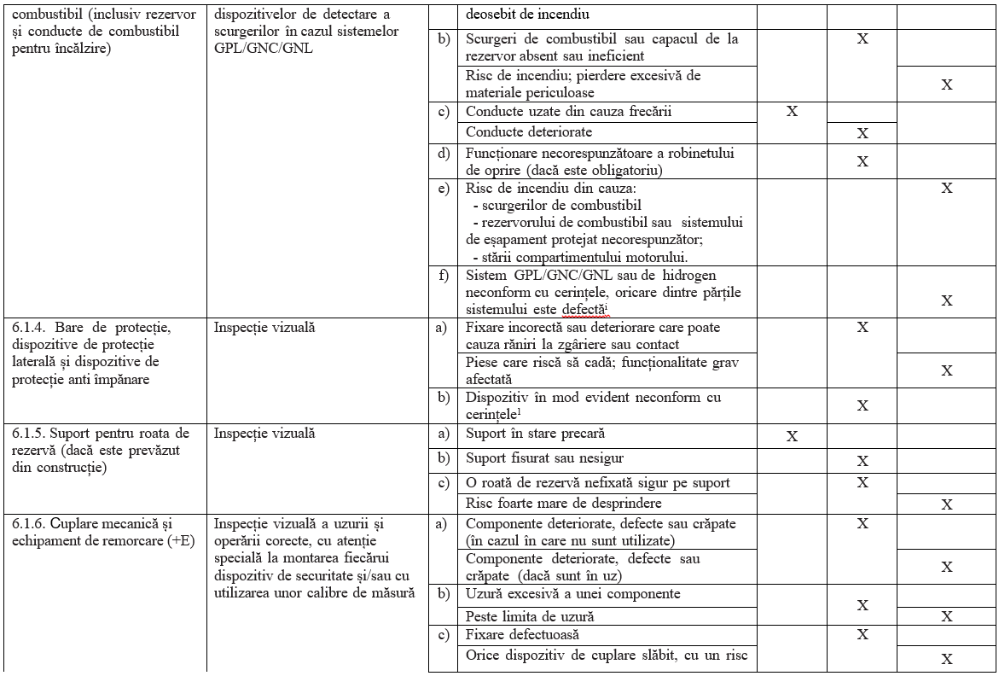 combustibil (inclusiv rezervor
și conducte de combustibil
pentru încălzire)
dispozitivelor de detectare a
scurgerilor în cazul sistemelor
GPL/GNC/GNL
deosebit de incendiu
b) Scurgeri de combustibil sau capacul de la
rezervor absent sau ineficient
X
Risc de incendiu; pierdere excesivă de
materiale periculoase
X
c) Conducte uzate din cauza frecării
X
Conducte deteriorate
X
d) Funcționare necorespunzătoare a robinetului
de oprire (dacă este obligatoriu)
X
e) Risc de incendiu din cauza:
- scurgerilor de combustibil
- rezervorului de combustibil sau sistemului
de eșapament protejat necorespunzător;
- stării compartimentului motorului.
X
f) Sistem GPL/GNC/GNL sau de hidrogen
neconform cu cerințele, oricare dintre părțile
sistemului este defectăⁱ
X
6.1.4. Bare de protecție,
dispozitive de protecție
laterală și dispozitive de
protecție anti împănare
Inspecție vizuală
a) Fixare incorectă sau deteriorare care poate
cauza răniri la zgâriere sau contact
X
Piese care riscă să cadă; funcționalitate grav
afectată
X
b) Dispozitiv în mod evident neconform cu
cerințele¹
X
6.1.5. Suport pentru roata de
rezervă (dacă este prevăzut
din construcție)
Inspecție vizuală
a) Suport în stare precară
X
b) Suport fisurat sau nesigur
X
c) O roată de rezervă nefixată sigur pe suport
X
Risc foarte mare de desprindere
X
6.1.6. Cuplare mecanică și
echipament de remorcare (+E)
Inspecție vizuală a uzurii și
operării corecte, cu atenție
specială la montarea fiecărui
dispozitiv de securitate și/sau cu
utilizarea unor calibre de măsură
a) Componente deteriorate, defecte sau crăpate
(în cazul în care nu sunt utilizate)
X
Componente deteriorate, defecte sau
crăpate (dacă sunt în uz)
X
b) Uzură excesivă a unei componente
X
Peste limita de uzură
X
c) Fixare defectuoasă
X
Orice dispozitiv de cuplare slăbit, cu un risc
X